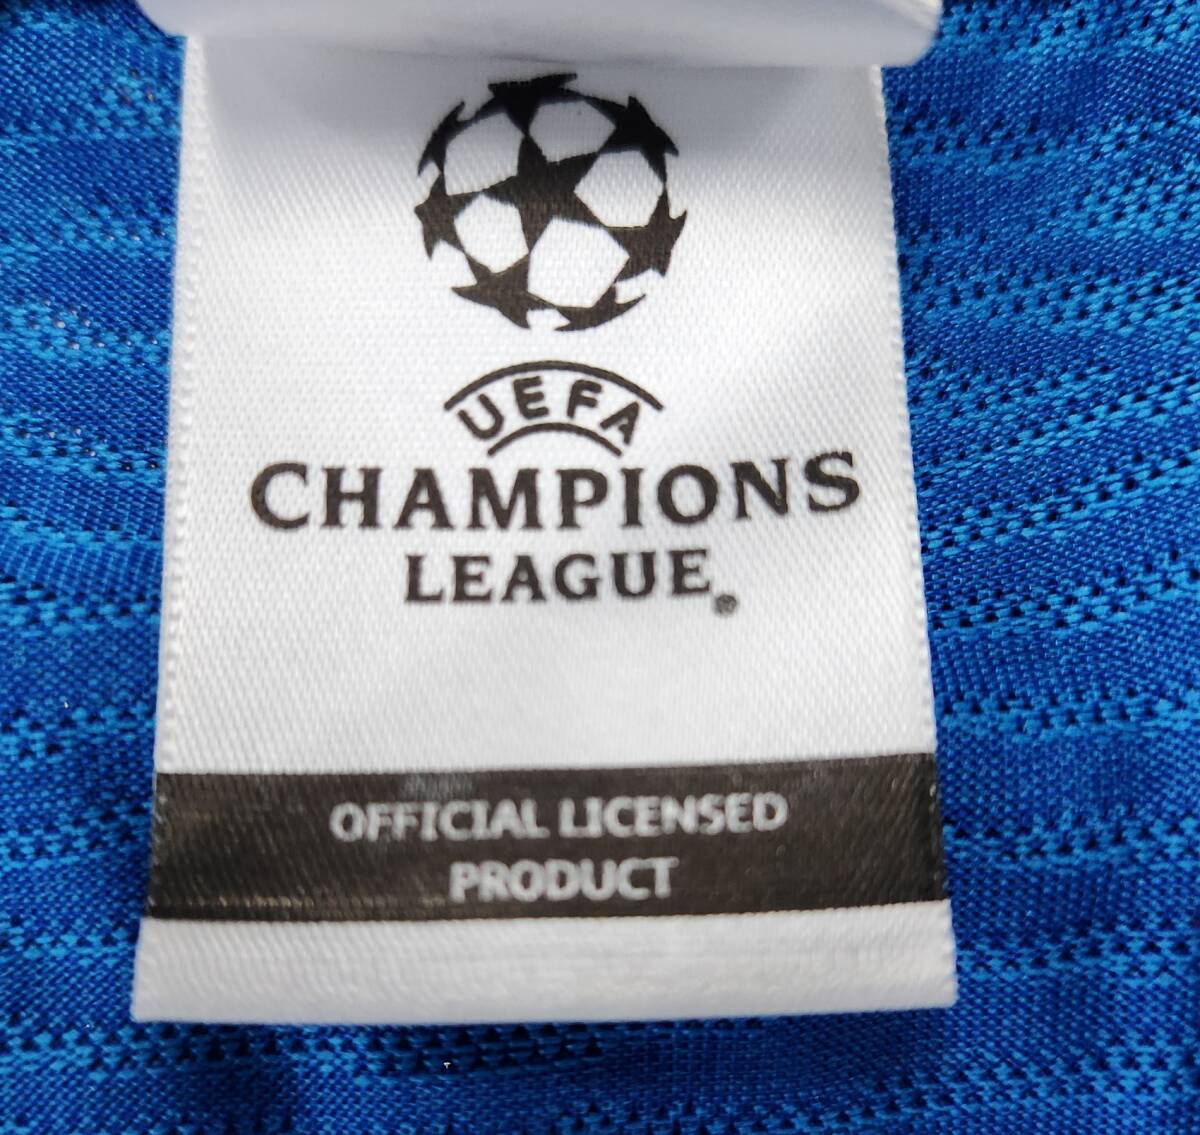 UEFA
CHAMPIONS
LEAGUE®
OFFICIAL LICENSED
PRODUCT